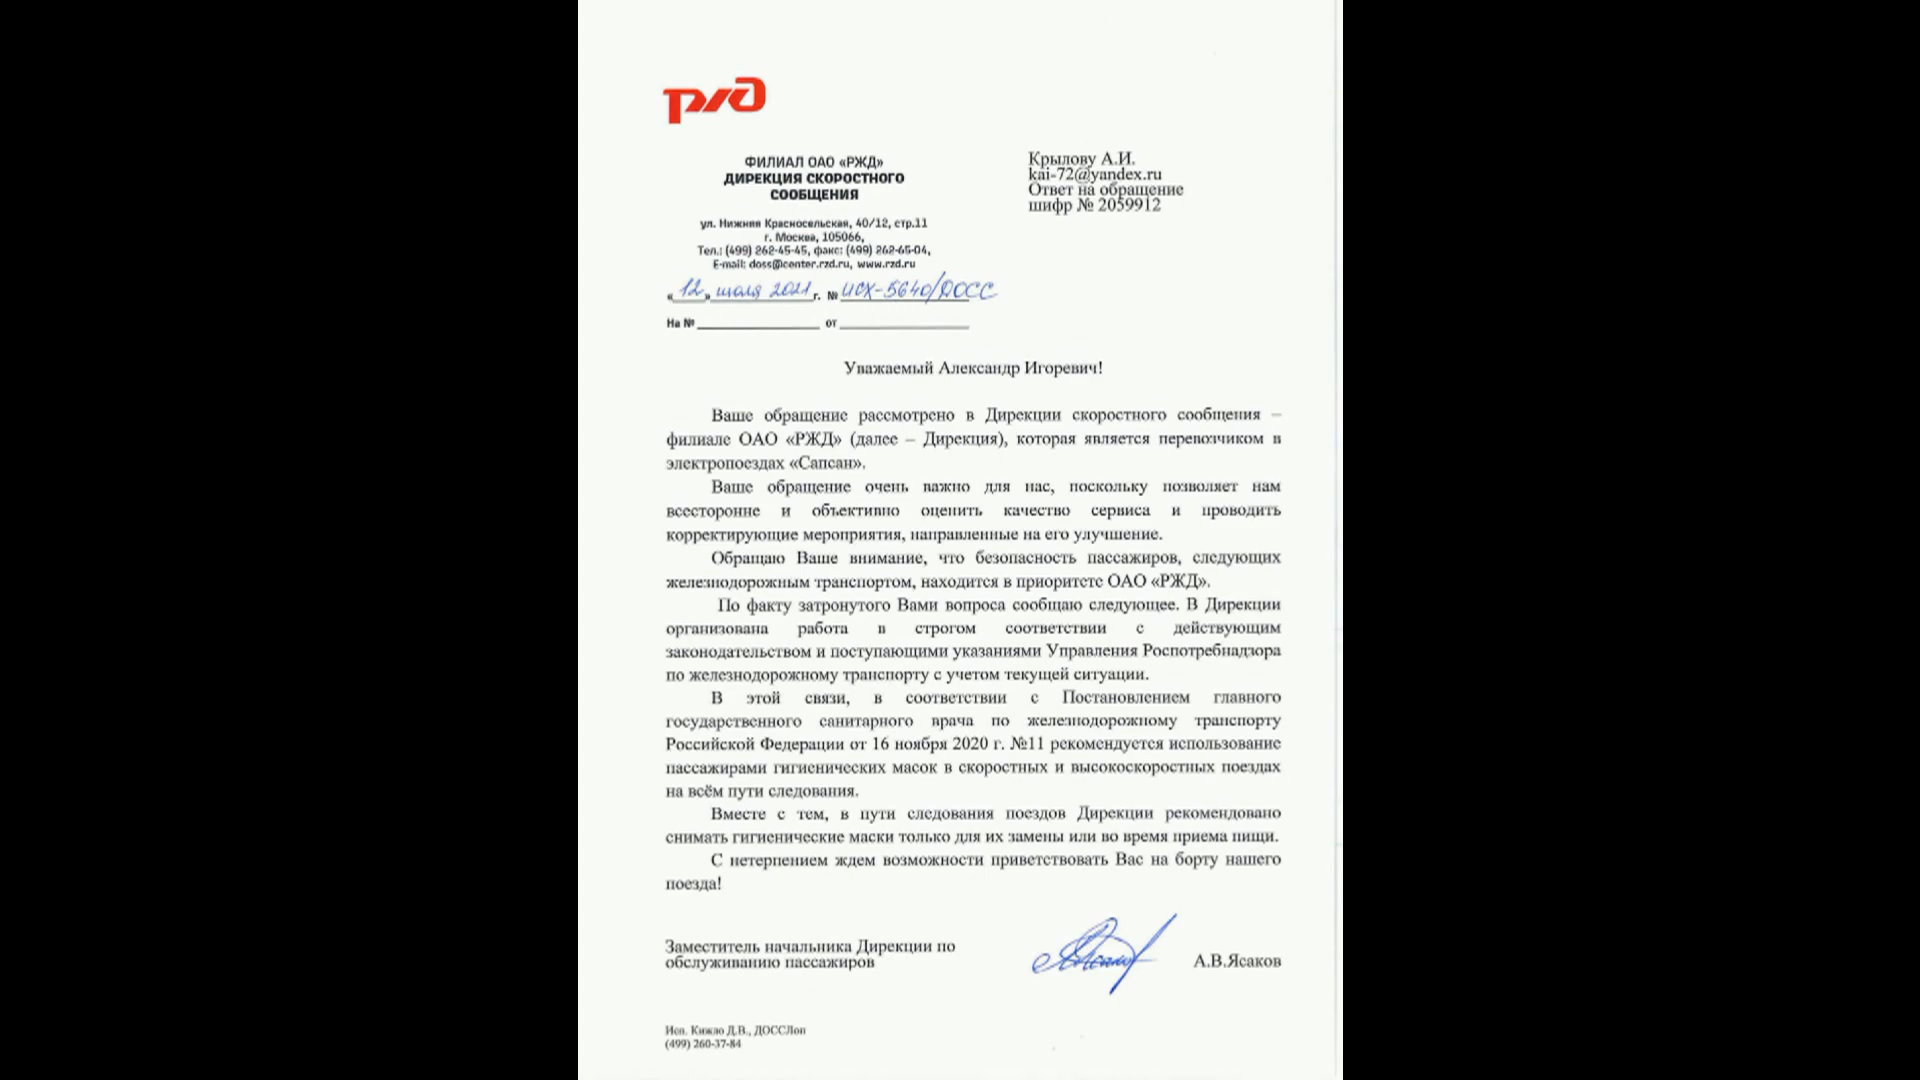 РЖД
ФИЛИАЛ ОАО «РЖД»
ДИРЕКЦИЯ СКОРОСТНОГО
СООБЩЕНИЯ
ул. Нижняя Красносельская, 40/12, стр.11
г. Москва, 105066,
Тел.: (499) 262-45-45, факс: (499) 262-65-04,
E-mail: doss@center.rzd.ru, www.rzd.ru
«12» июля 2021 г. № ИСХ-5640/ДОСС
На № ____ от ____
Крылову А.И.
kai-72@yandex.ru
Ответ на обращение
шифр № 2059912
Уважаемый Александр Игоревич!
Ваше обращение рассмотрено в Дирекции скоростного сообщения –
филиале ОАО «РЖД» (далее – Дирекция), которая является перевозчиком в
электропоездах «Сапсан».
Ваше обращение очень важно для нас, поскольку позволяет нам
всесторонне и объективно оценить качество сервиса и проводить
корректирующие мероприятия, направленные на его улучшение.
Обращаю Ваше внимание, что безопасность пассажиров, следующих
железнодорожным транспортом, находится в приоритете ОАО «РЖД».
По факту затронутого Вами вопроса сообщаю следующее. В Дирекции
организована работа в строгом соответствии с действующим
законодательством и поступающими указаниями Управления Роспотребнадзора
по железнодорожному транспорту с учетом текущей ситуации.
В этой связи, в соответствии с Постановлением главного
государственного санитарного врача по железнодорожному транспорту
Российской Федерации от 16 ноября 2020 г. №11 рекомендуется использование
пассажирами гигиенических масок в скоростных и высокоскоростных поездах
на всём пути следования.
Вместе с тем, в пути следования поездов Дирекции рекомендовано
снимать гигиенические маски только для их замены или во время приема пищи.
С нетерпением ждем возможности приветствовать Вас на борту нашего
поезда!
Заместитель начальника Дирекции по
обслуживанию пассажиров
А.В.Ясаков
Исп. Кижло Д.В., ДОССЛоп
(499) 260-37-84